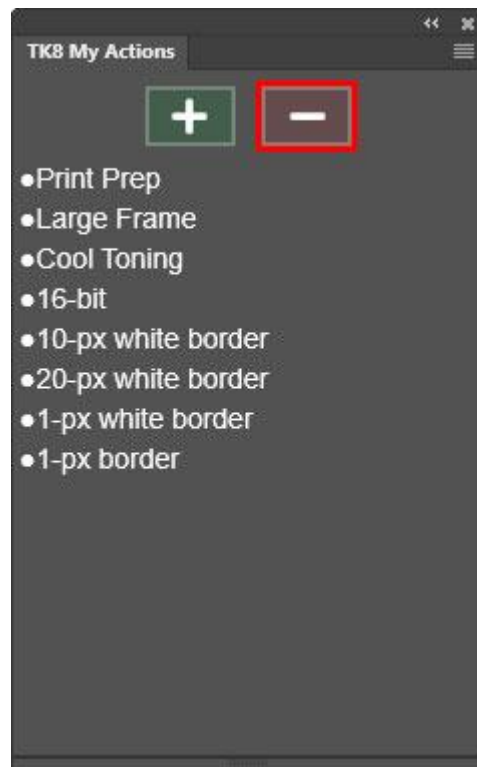 TK8 My Actions
●Print Prep
●Large Frame
●Cool Toning
●16-bit
●10-px white border
●20-px white border
●1-px white border
●1-px border